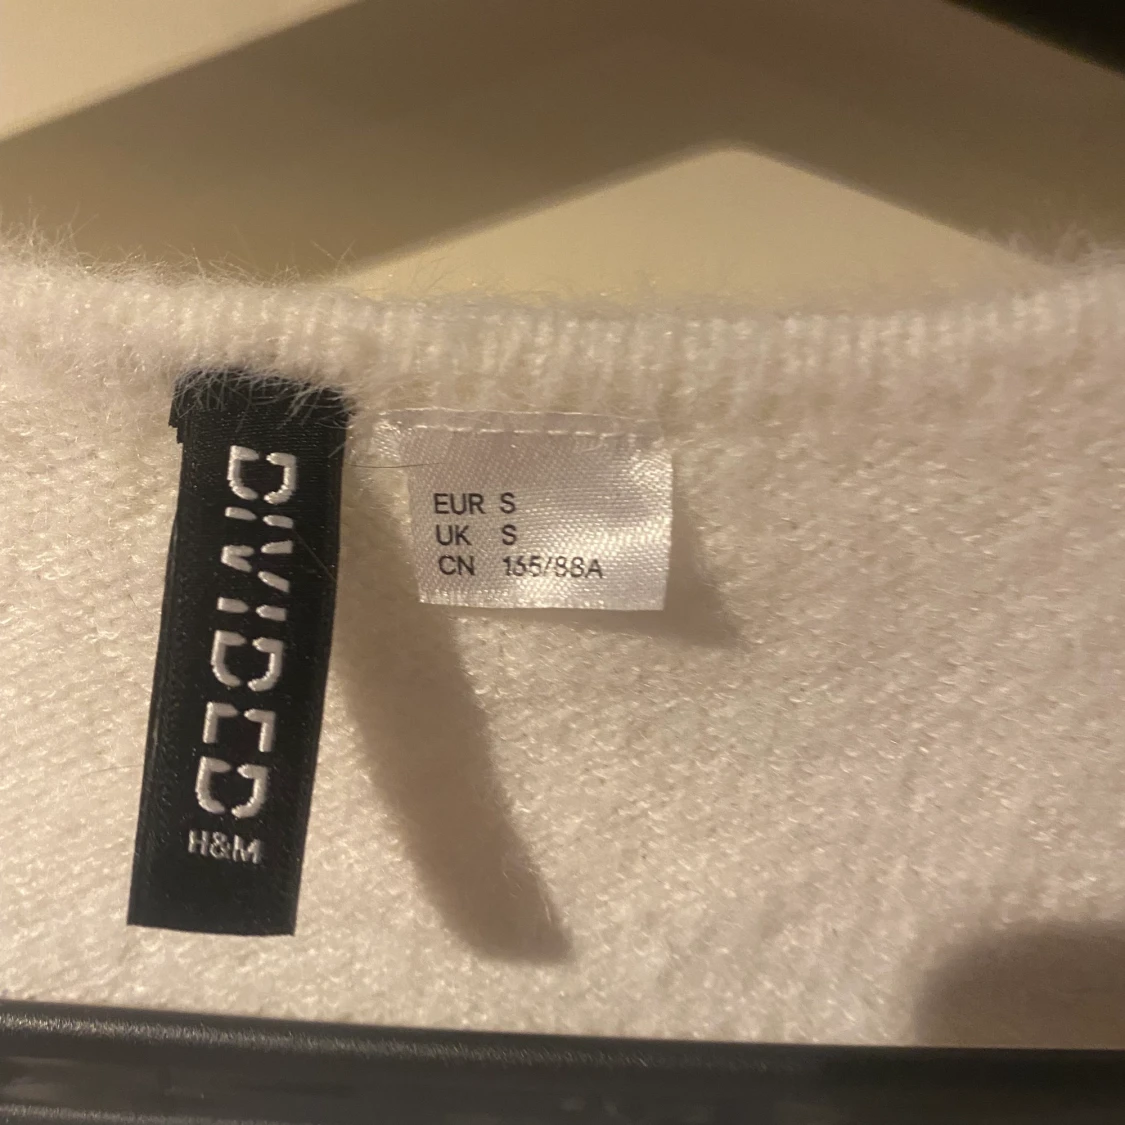 DIVIDED
H&M
EUR S
UK S
CN 165/88A